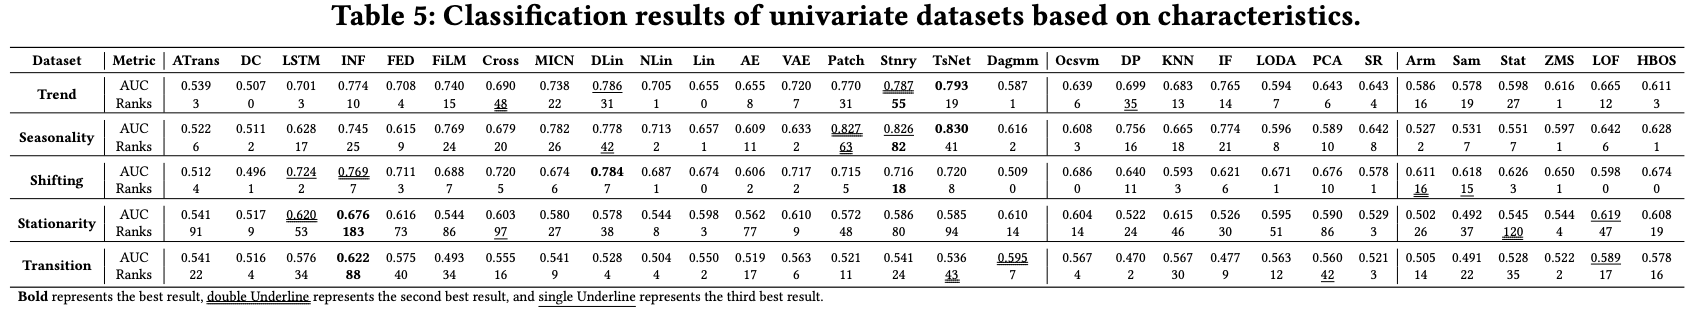 Table 5: Classification results of univariate datasets based on characteristics.
Dataset Metric ATrans DC LSTM INF FED FiLM Cross MICN DLin NLin Lin AE VAE Patch Stnry TsNet Dagmm Ocsvm DP KNN IF LODA PCA SR Arm Sam Stat ZMS LOF HBOS
Trend AUC 0.539 0.507 0.701 0.774 0.708 0.740 0.690 0.738 0.786 0.705 0.655 0.655 0.720 0.770 0.787 0.793 0.587 0.639 0.699 0.683 0.765 0.594 0.643 0.643 0.586 0.578 0.598 0.616 0.665 0.611
Ranks 3 0 3 10 4 15 48 22 31 1 0 8 7 31 55 19 1 6 35 13 14 7 6 4 16 19 27 1 12 3
Seasonality AUC 0.522 0.511 0.628 0.745 0.615 0.769 0.679 0.782 0.778 0.713 0.657 0.609 0.633 0.827 0.826 0.830 0.616 0.608 0.756 0.665 0.774 0.596 0.589 0.642 0.527 0.531 0.551 0.597 0.642 0.628
Ranks 6 2 17 25 9 24 20 26 42 2 1 11 2 63 82 41 2 3 16 18 21 8 10 8 2 7 7 1 6 1
Shifting AUC 0.512 0.496 0.724 0.769 0.711 0.688 0.720 0.674 0.784 0.687 0.674 0.606 0.717 0.715 0.716 0.720 0.509 0.686 0.640 0.593 0.621 0.671 0.676 0.578 0.611 0.618 0.626 0.650 0.598 0.674
Ranks 4 1 2 7 3 7 5 6 7 1 0 2 2 5 18 8 0 0 11 3 6 1 10 1 16 15 3 1 0 0
Stationarity AUC 0.541 0.517 0.620 0.676 0.616 0.544 0.603 0.580 0.578 0.544 0.598 0.562 0.610 0.572 0.586 0.585 0.610 0.604 0.522 0.615 0.526 0.595 0.590 0.529 0.502 0.492 0.545 0.544 0.619 0.608
Ranks 91 9 53 183 73 86 97 27 38 8 3 77 9 48 80 94 14 14 24 46 30 51 86 3 26 37 120 4 47 19
Transition AUC 0.541 0.516 0.576 0.622 0.575 0.493 0.555 0.541 0.528 0.504 0.550 0.519 0.563 0.521 0.541 0.536 0.595 0.567 0.470 0.567 0.477 0.563 0.560 0.521 0.505 0.491 0.528 0.522 0.589 0.578
Ranks 22 4 34 88 40 34 16 9 4 4 2 17 6 11 24 43 7 4 2 30 9 12 42 3 14 22 35 2 17 16
Bold represents the best result, double Underline represents the second best result, and single Underline represents the third best result.